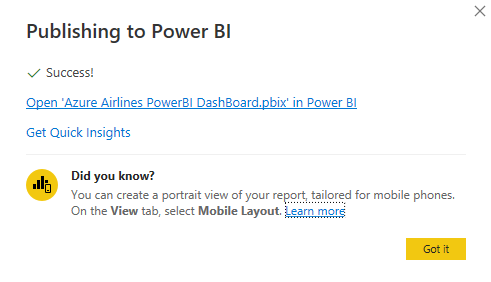 Publishing to Power BI
Success!
Open 'Azure Airlines PowerBI DashBoard.pbix' in Power BI
Get Quick Insights
Did you know?
You can create a portrait view of your report, tailored for mobile phones.
On the View tab, select Mobile Layout. Learn more
Got it